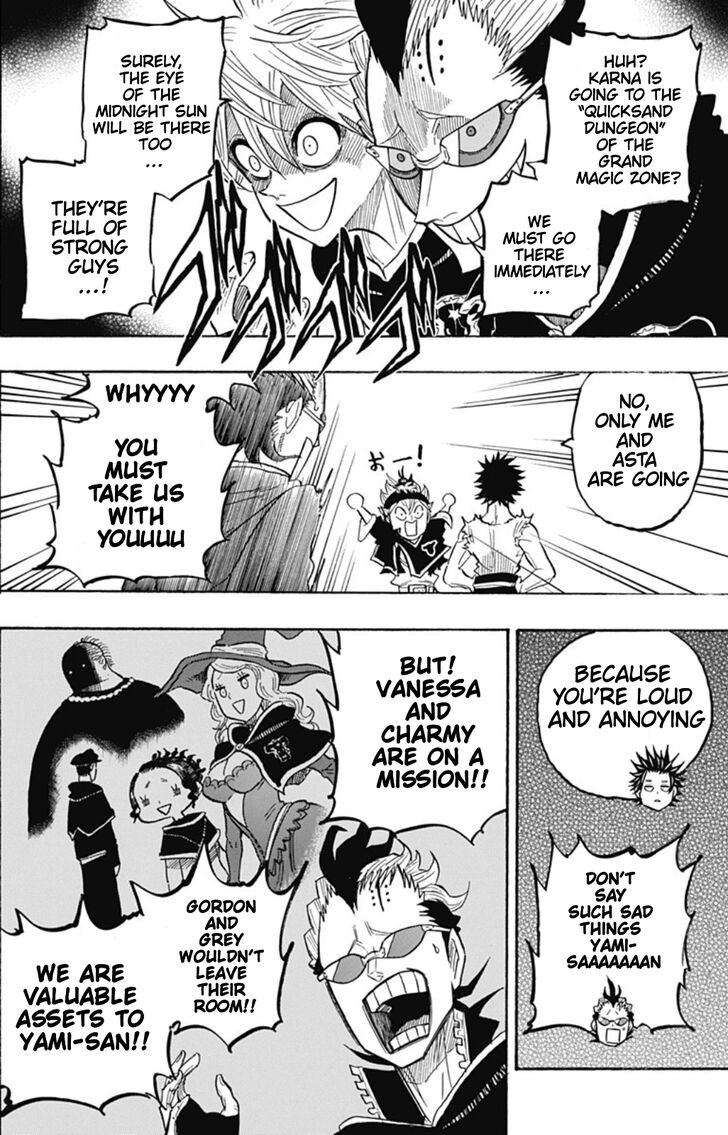 HUH?
KARNA IS
GOING TO THE
"QUICKSAND
DUNGEON"
OF THE
GRAND
MAGIC ZONE?
WE
MUST GO
THERE
IMMEDIATELY
...
SURELY,
THE EYE
OF THE
MIDNIGHT SUN
WILL BE THERE
TOO
...
THEY'RE
FULL OF
STRONG
GUYS
...!
NO,
ONLY ME
AND
ASTA
ARE GOING
おー!
WHYYYY
YOU
MUST
TAKE US
WITH
YOUUUU
BECAUSE
YOU'RE LOUD
AND ANNOYING
DON'T
SAY
SUCH SAD
THINGS
YAMI-
SAAAAAAAN
BUT!
VANESSA
AND
CHARMY
ARE ON A
MISSION!!
GORDON
AND
GREY
WOULDN'T
LEAVE
THEIR
ROOM!!
WE ARE
VALUABLE
ASSETS TO
YAMI-SAN!!